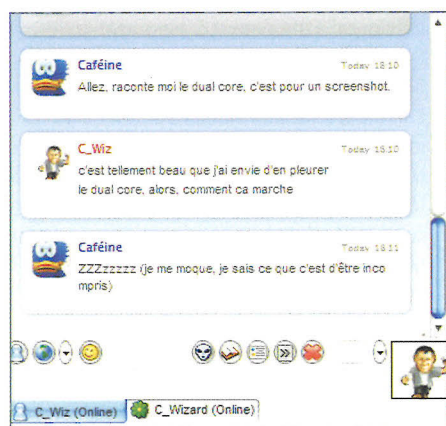 Caféine Today 18:10
Allez, raconte moi le dual core, c'est pour un screenshot.
C_Wiz Today 18:10
c'est tellement beau que j'ai envie d'en pleurer
le dual core, alors, comment ca marche
Caféine Today 18:11
ZZZzzzzz (je me moque, je sais ce que c'est d'être inco
mpris)
C_Wiz (Online) C_Wizard (Online)